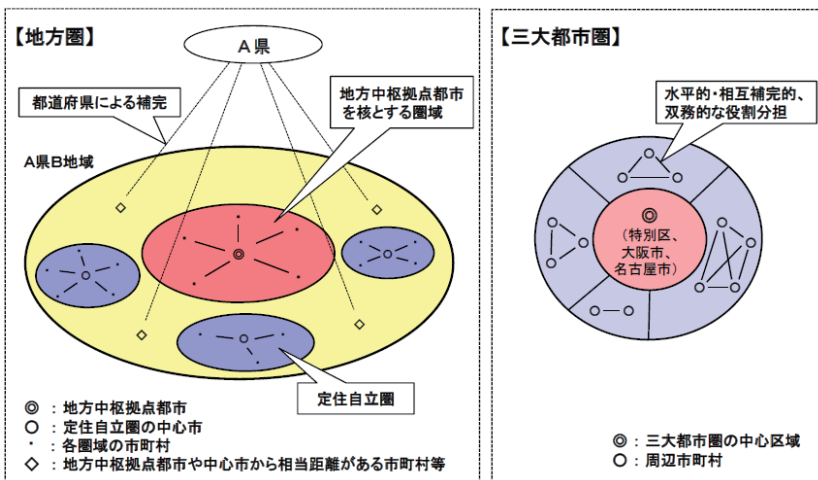 【地方圏】
A県
都道府県による補完
地方中枢拠点都市
を核とする圏域
A県B地域
定住自立圏
◎ ：地方中枢拠点都市
○ ：定住自立圏の中心市
・ ：各圏域の市町村
◇ ：地方中枢拠点都市や中心市から相当距離がある市町村等
【三大都市圏】
水平的・相互補完的、
双務的な役割分担
（特別区、
大阪市、
名古屋市）
◎ ：三大都市圏の中心区域
○ ：周辺市町村